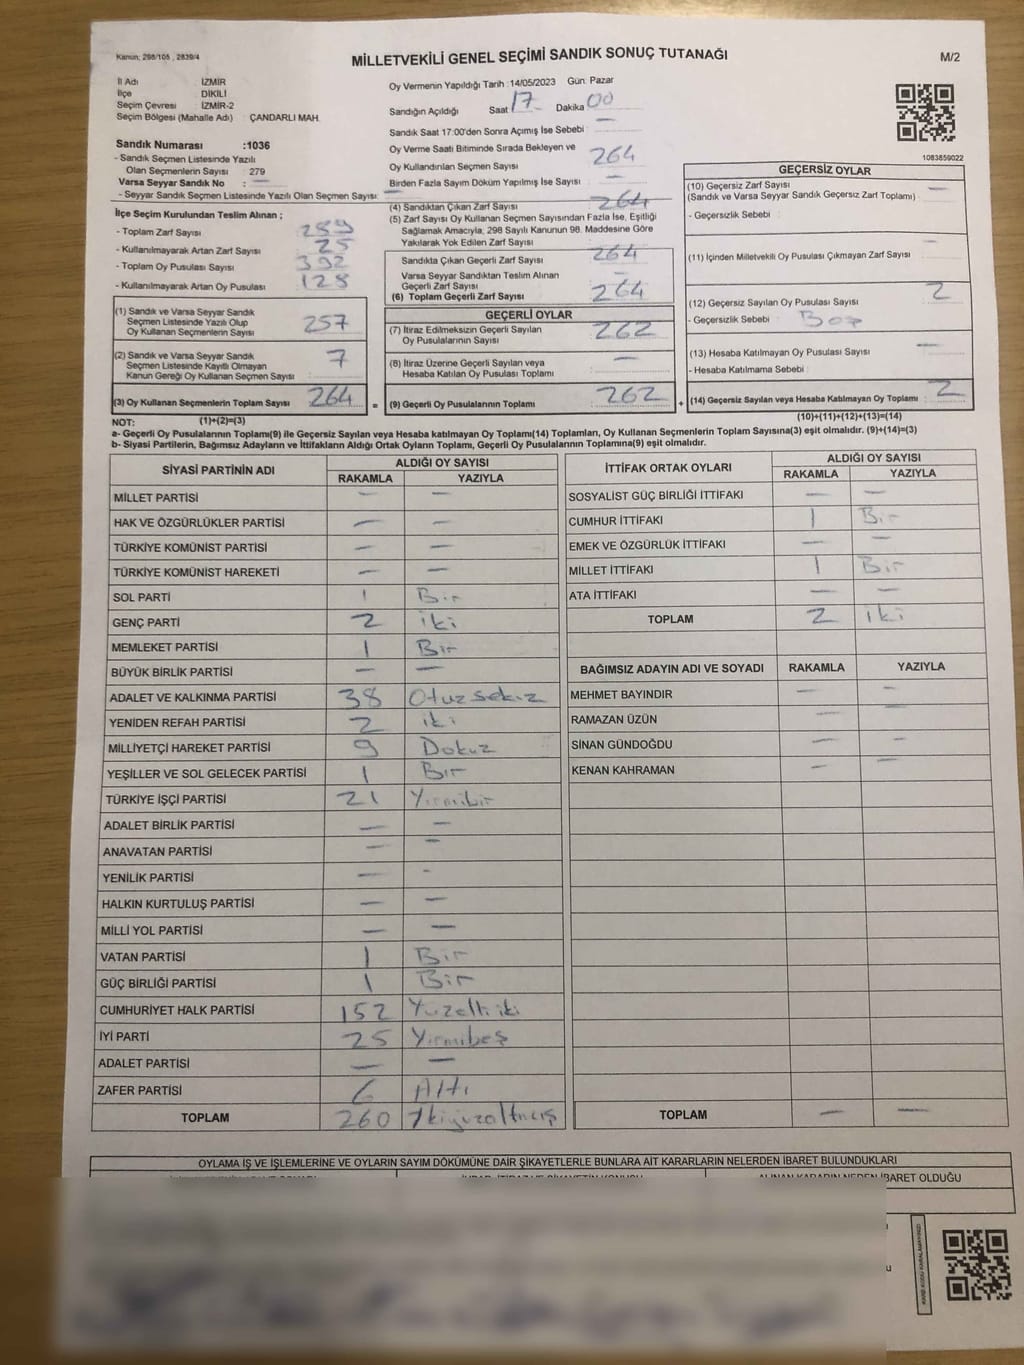 Kanun; 298/105 , 2839/4
MİLLETVEKİLİ GENEL SEÇİMİ SANDIK SONUÇ TUTANAĞI
M/2
İl Adı İZMİR
İlçe DİKİLİ
Seçim Çevresi : İZMİR-2
Seçim Bölgesi (Mahalle Adı) : ÇANDARLI MAH.
Oy Vermenin Yapıldığı Tarih :14/05/2023 Gün: Pazar
Sandığın Açıldığı Saat 17 Dakika 00
Sandık Saat 17:00'den Sonra Açımış İse Sebebi —
Oy Verme Saati Bitiminde Sırada Bekleyen ve
Oy Kullandırılan Seçmen Sayısı 264
Birden Fazla Sayım Döküm Yapılmış İse Sayısı —
1083859022
Sandık Numarası :1036
- Sandık Seçmen Listesinde Yazılı
Olan Seçmenlerin Sayısı : 279
Varsa Seyyar Sandık No : —
- Seyyar Sandık Seçmen Listesinde Yazılı Olan Seçmen Sayısı: —
İlçe Seçim Kurulundan Teslim Alınan ;
- Toplam Zarf Sayısı 289
- Kullanılmayarak Artan Zarf Sayısı 25
- Toplam Oy Pusulası Sayısı 392
- Kullanılmayarak Artan Oy Pusulası 128
(1) Sandık ve Varsa Seyyar Sandık
Seçmen Listesinde Yazılı Olup
Oy Kullanan Seçmenlerin Sayısı 257
(2) Sandık ve Varsa Seyyar Sandık
Seçmen Listesinde Kayıtlı Olmayan
Kanun Gereği Oy Kullanan Seçmen Sayısı 7
(3) Oy Kullanan Seçmenlerin Toplam Sayısı 264
(1)+(2)=(3)
(4) Sandıktan Çıkan Zarf Sayısı 264
(5) Zarf Sayısı Oy Kullanan Seçmen Sayısından Fazla İse, Eşitliği
Sağlamak Amacıyla, 298 Sayılı Kanunun 98. Maddesine Göre
Yakılarak Yok Edilen Zarf Sayısı —
Sandıkta Çıkan Geçerli Zarf Sayısı 264
Varsa Seyyar Sandıktan Teslim Alınan
Geçerli Zarf Sayısı —
(6) Toplam Geçerli Zarf Sayısı 264
GEÇERLİ OYLAR
(7) İtiraz Edilmeksizin Geçerli Sayılan
Oy Pusulalarının Sayısı 262
(8) İtiraz Üzerine Geçerli Sayılan veya
Hesaba Katılan Oy Pusulası Toplamı —
= (9) Geçerli Oy Pusulalarının Toplamı 262
GEÇERSİZ OYLAR
(10) Geçersiz Zarf Sayısı
(Sandık ve Varsa Seyyar Sandık Geçersiz Zarf Toplamı) —
- Geçersizlik Sebebi :
(11) İçinden Milletvekili Oy Pusulası Çıkmayan Zarf Sayısı —
(12) Geçersiz Sayılan Oy Pusulası Sayısı 2
- Geçersizlik Sebebi : Boş
(13) Hesaba Katılmayan Oy Pusulası Sayısı —
- Hesaba Katılmama Sebebi :
+ (14) Geçersiz Sayılan veya Hesaba Katılmayan Oy Toplamı 2
(10)+(11)+(12)+(13)=(14)
NOT:
a- Geçerli Oy Pusulalarının Toplamı(9) ile Geçersiz Sayılan veya Hesaba katılmayan Oy Toplamı(14) Toplamları, Oy Kullanan Seçmenlerin Toplam Sayısına(3) eşit olmalıdır. (9)+(14)=(3)
b- Siyasi Partilerin, Bağımsız Adayların ve İttifakların Aldığı Ortak Oyların Toplamı, Geçerli Oy Pusulalarının Toplamına(9) eşit olmalıdır.
SİYASİ PARTİNİN ADI ALDIĞI OY SAYISI
RAKAMLA YAZIYLA
MİLLET PARTİSİ — —
HAK VE ÖZGÜRLÜKLER PARTİSİ — —
TÜRKİYE KOMÜNİST PARTİSİ — —
TÜRKİYE KOMÜNİST HAREKETİ — —
SOL PARTİ 1 Bir
GENÇ PARTİ 2 iki
MEMLEKET PARTİSİ 1 Bir
BÜYÜK BİRLİK PARTİSİ — —
ADALET VE KALKINMA PARTİSİ 38 Otuzsekiz
YENİDEN REFAH PARTİSİ 2 iki
MİLLİYETÇİ HAREKET PARTİSİ 9 Dokuz
YEŞİLLER VE SOL GELECEK PARTİSİ 1 Bir
TÜRKİYE İŞÇİ PARTİSİ 21 Yirmibir
ADALET BİRLİK PARTİSİ — —
ANAVATAN PARTİSİ — —
YENİLİK PARTİSİ — -
HALKIN KURTULUŞ PARTİSİ — —
MİLLİ YOL PARTİSİ — —
VATAN PARTİSİ 1 Bir
GÜÇ BİRLİĞİ PARTİSİ 1 Bir
CUMHURİYET HALK PARTİSİ 152 Yüzelliiki
İYİ PARTİ 25 Yirmibeş
ADALET PARTİSİ — —
ZAFER PARTİSİ 6 Altı
TOPLAM 260 İkiyüzaltmış
İTTİFAK ORTAK OYLARI ALDIĞI OY SAYISI
RAKAMLA YAZIYLA
SOSYALİST GÜÇ BİRLİĞİ İTTİFAKI — —
CUMHUR İTTİFAKI 1 Bir
EMEK VE ÖZGÜRLÜK İTTİFAKI — —
MİLLET İTTİFAKI 1 Bir
ATA İTTİFAKI — —
TOPLAM 2 iki
BAĞIMSIZ ADAYIN ADI VE SOYADI RAKAMLA YAZIYLA
MEHMET BAYINDIR — —
RAMAZAN ÜZÜN — —
SİNAN GÜNDOĞDU — —
KENAN KAHRAMAN — —
TOPLAM — —
OYLAMA İŞ VE İŞLEMLERİNE VE OYLARIN SAYIM DÖKÜMÜNE DAİR ŞİKAYETLERLE BUNLARA AİT KARARLARIN NELERDEN İBARET BULUNDUKLARI
ALINAN KARARIN NEDEN İBARET OLDUĞU